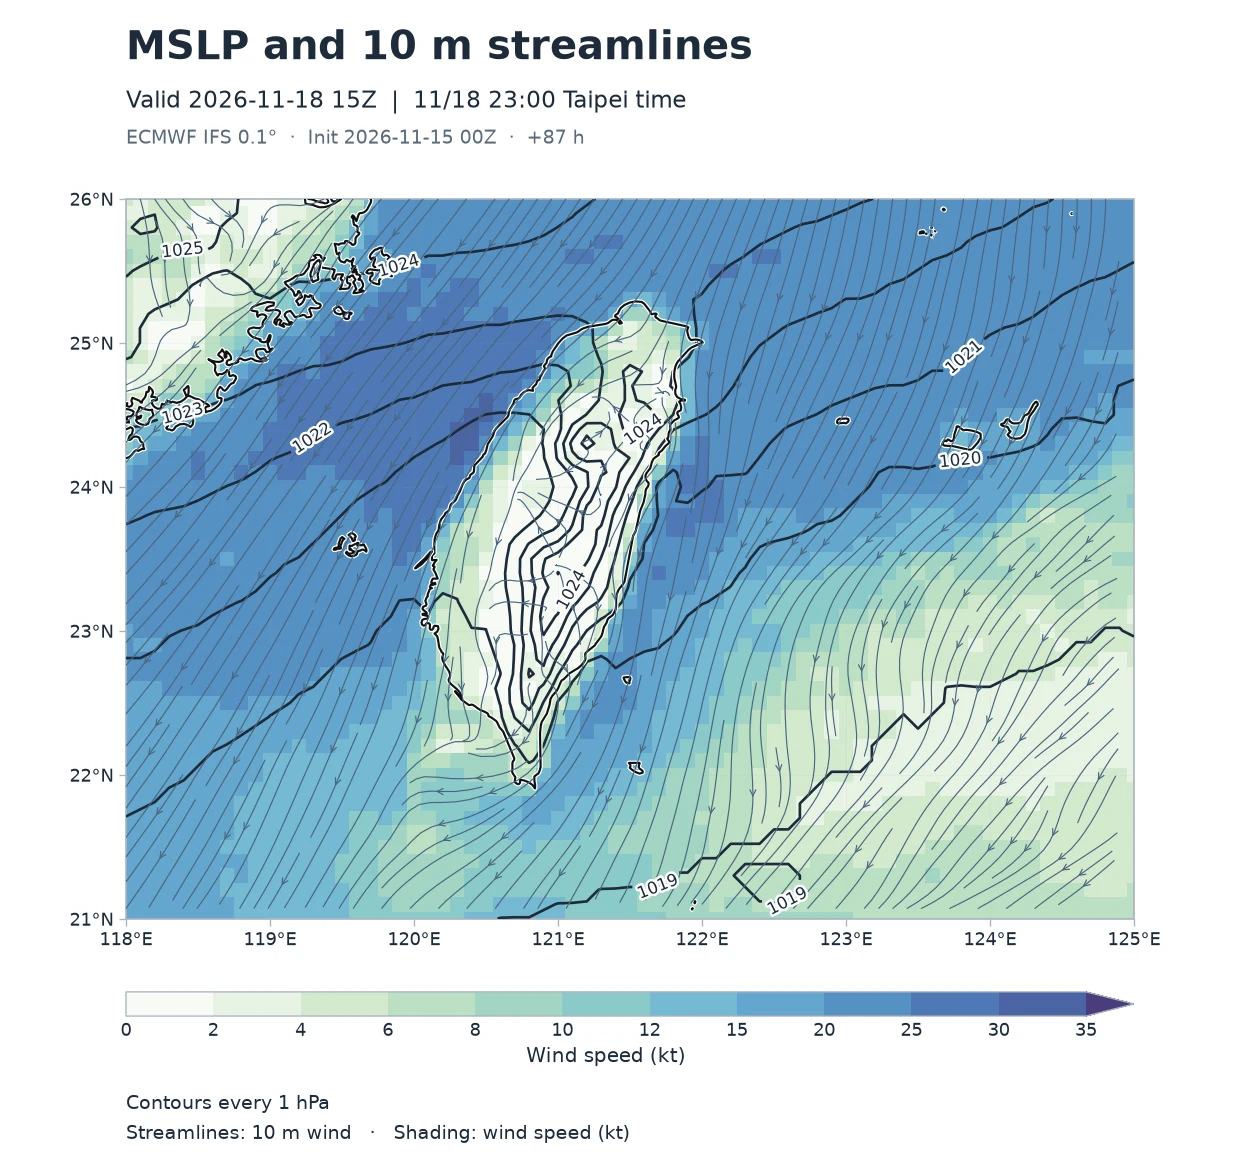 MSLP and 10 m streamlines
Valid 2026-11-18 15Z | 11/18 23:00 Taipei time
ECMWF IFS 0.1° · Init 2026-11-15 00Z · +87 h
26°N
25°N
24°N
23°N
22°N
21°N
1025
1024
1023
1022
1024
1021
1020
1024
1019
1019
118°E 119°E 120°E 121°E 122°E 123°E 124°E 125°E
0 2 4 6 8 10 12 15 20 25 30 35
Wind speed (kt)
Contours every 1 hPa
Streamlines: 10 m wind · Shading: wind speed (kt)